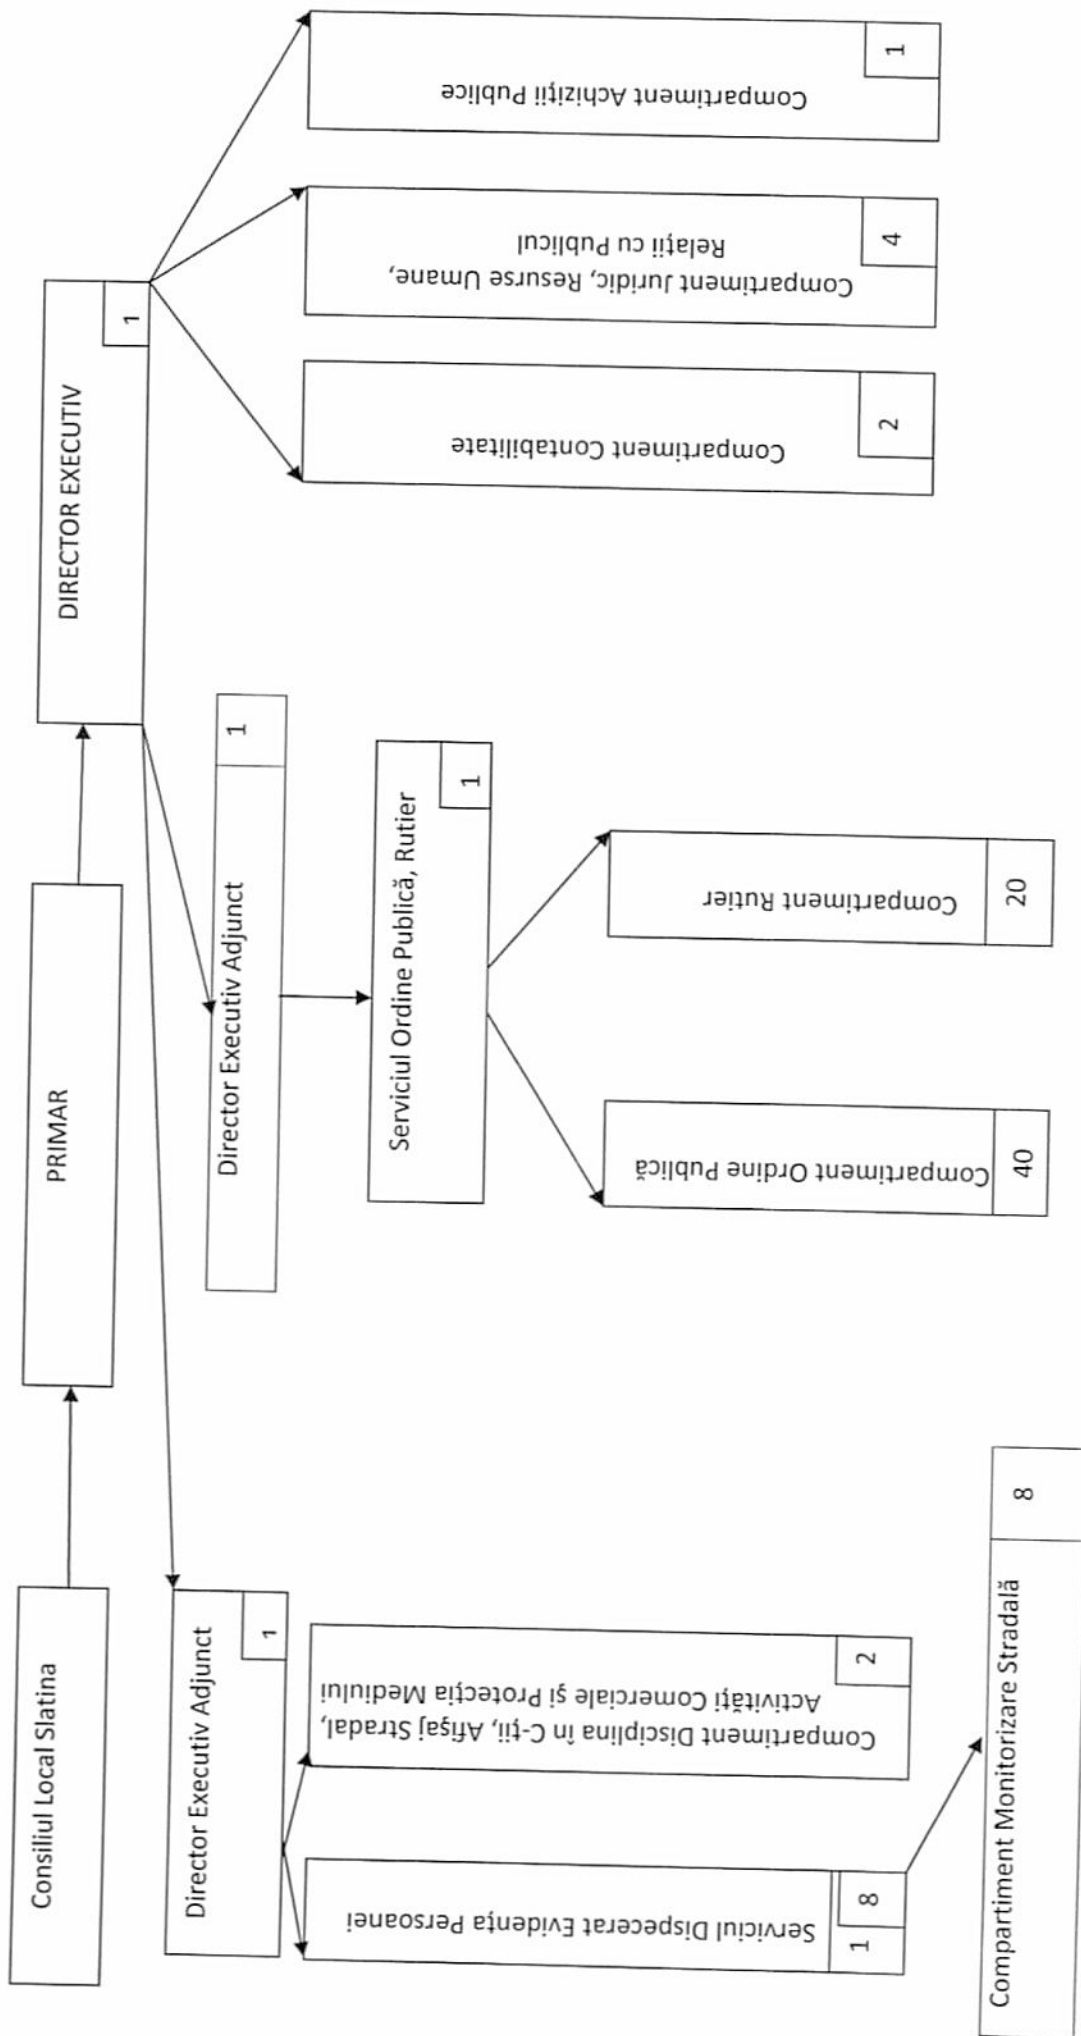 Consiliul Local Slatina
PRIMAR
DIRECTOR EXECUTIV
1
Director Executiv Adjunct
1
Director Executiv Adjunct
1
Serviciul Dispecerat Evidența Persoanei
1
8
Compartiment Disciplina în C-ții, Afișaj Stradal,
Activități Comerciale și Protecția Mediului
2
Compartiment Monitorizare Stradală
8
Serviciul Ordine Publică, Rutier
1
Compartiment Ordine Publică
40
Compartiment Rutier
20
Compartiment Contabilitate
2
Compartiment Juridic, Resurse Umane,
Relații cu Publicul
4
Compartiment Achiziții Publice
1